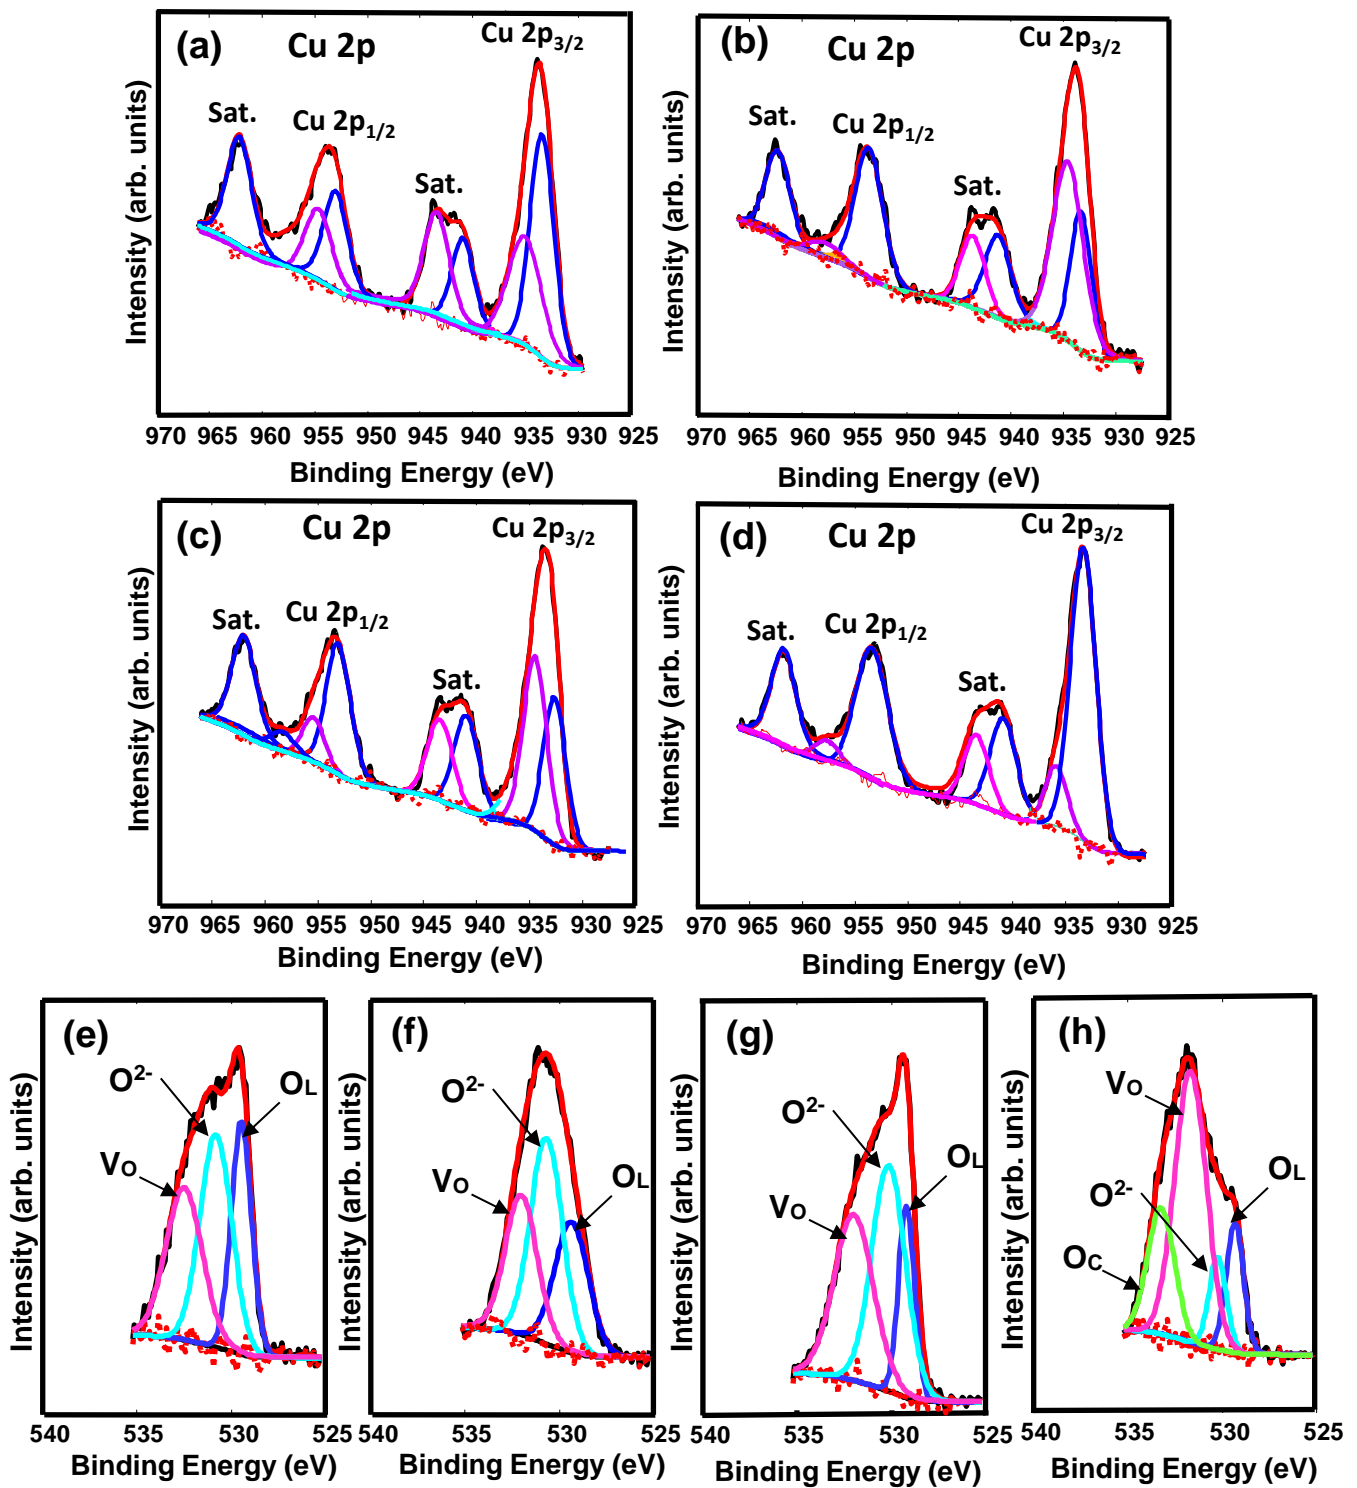 (a) Cu 2p Cu 2p3/2
Sat. Cu 2p1/2 Sat.
Intensity (arb. units)
970 965 960 955 950 945 940 935 930 925
Binding Energy (eV)
(b) Cu 2p Cu 2p3/2
Sat. Cu 2p1/2 Sat.
Intensity (arb. units)
970 965 960 955 950 945 940 935 930 925
Binding Energy (eV)
(c) Cu 2p Cu 2p3/2
Sat. Cu 2p1/2 Sat.
Intensity (arb. units)
970 965 960 955 950 945 940 935 930 925
Binding Energy (eV)
(d) Cu 2p Cu 2p3/2
Sat. Cu 2p1/2 Sat.
Intensity (arb. units)
970 965 960 955 950 945 940 935 930 925
Binding Energy (eV)
(e)
O2- OL
VO
Intensity (arb. units)
540 535 530 525
Binding Energy (eV)
(f)
O2-
VO OL
Intensity (arb. units)
540 535 530 525
Binding Energy (eV)
(g)
O2-
OL
VO
Intensity (arb. units)
540 535 530 525
Binding Energy (eV)
(h)
VO
O2- OL
OC
Intensity (arb. units)
540 535 530 525
Binding Energy (eV)